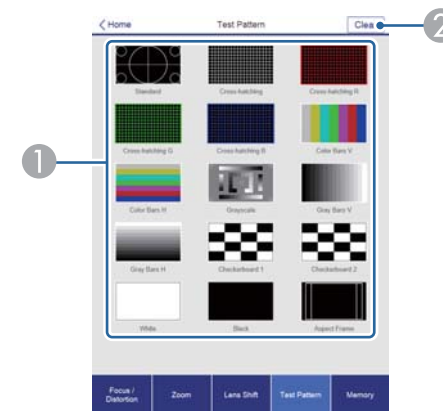 Home
Test Pattern
Clea
2
Standard
Cross-hatching
Cross-hatching R
1
Cross-hatching G
Cross-hatching B
Color Bars V
Color Bars H
Grayscale
Gray Bars V
Gray Bars H
Checkerboard 1
Checkerboard 2
White
Black
Aspect Frame
Focus /
Distortion
Zoom
Lens Shift
Test Pattern
Memory